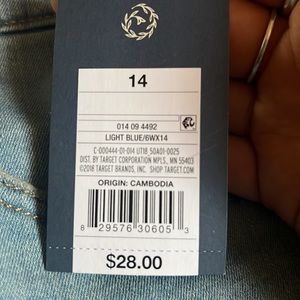 14
014 09 4492
LIGHT BLUE/6WX14
C-000444-01-014 UT18 50A01-0025
DIST. BY TARGET CORPORATION MPLS., MN 55403
©2018 TARGET BRANDS, INC. SHOP TARGET.COM
ORIGIN: CAMBODIA
8 29576 30605 3
$28.00